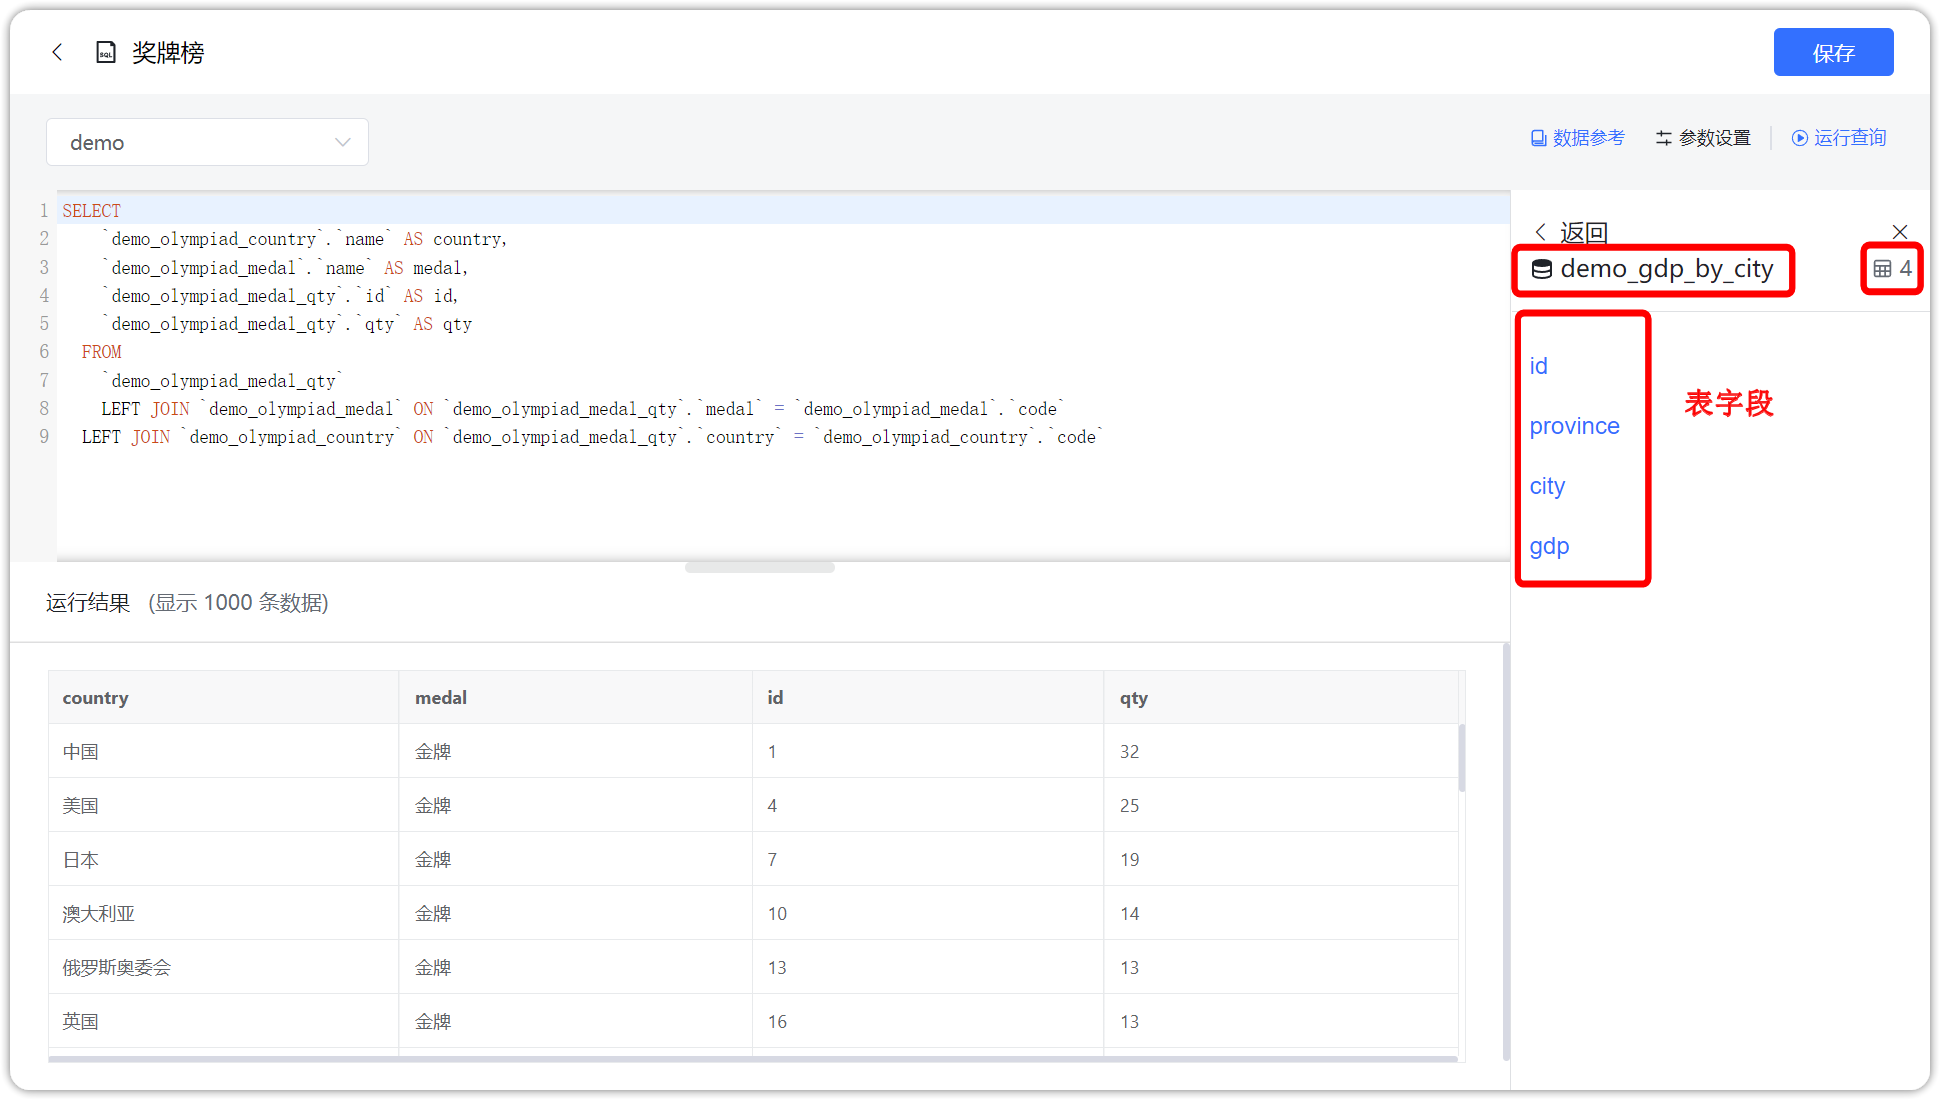 奖牌榜
保存
demo
数据参考
参数设置
运行查询
1 SELECT
2 `demo_olympiad_country`.`name` AS country,
3 `demo_olympiad_medal`.`name` AS medal,
4 `demo_olympiad_medal_qty`.`id` AS id,
5 `demo_olympiad_medal_qty`.`qty` AS qty
6 FROM
7 `demo_olympiad_medal_qty`
8 LEFT JOIN `demo_olympiad_medal` ON `demo_olympiad_medal_qty`.`medal` = `demo_olympiad_medal`.`code`
9 LEFT JOIN `demo_olympiad_country` ON `demo_olympiad_medal_qty`.`country` = `demo_olympiad_country`.`code`
返回
demo_gdp_by_city 4
id
province
city
gdp
表字段
运行结果 (显示 1000 条数据)
country medal id qty
中国 金牌 1 32
美国 金牌 4 25
日本 金牌 7 19
澳大利亚 金牌 10 14
俄罗斯奥委会 金牌 13 13
英国 金牌 16 13